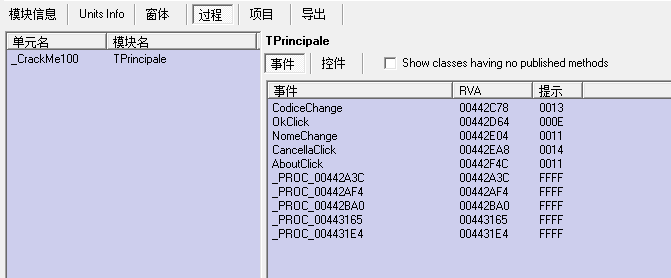 模块信息 Units Info 窗体 过程 项目 导出
单元名 模块名
_CrackMe100 TPrincipale
TPrincipale
事件 控件 Show classes having no published methods
事件 RVA 提示
CodiceChange 00442C78 0013
OkClick 00442D64 000E
NomeChange 00442E04 0011
CancellaClick 00442EA8 0014
AboutClick 00442F4C 0011
_PROC_00442A3C 00442A3C FFFF
_PROC_00442AF4 00442AF4 FFFF
_PROC_00442BA0 00442BA0 FFFF
_PROC_00443165 00443165 FFFF
_PROC_004431E4 004431E4 FFFF